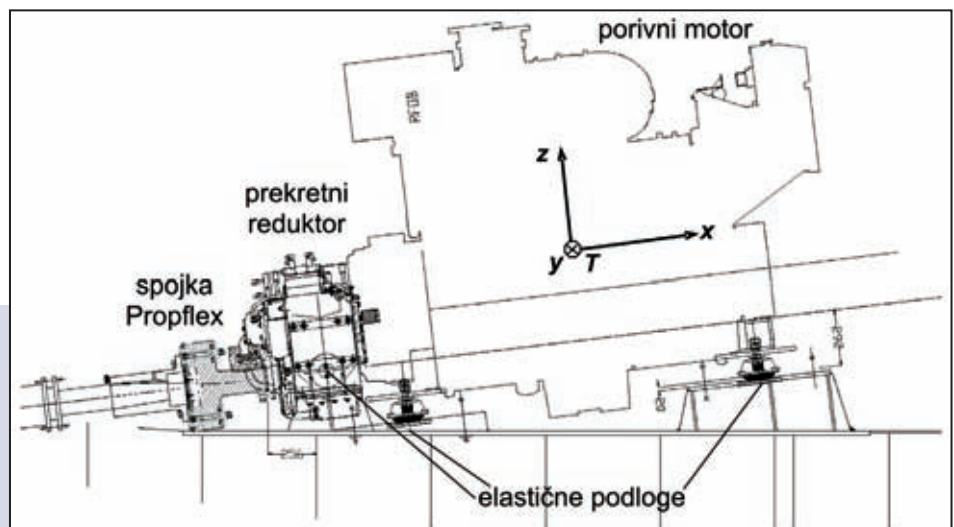 porivni motor
z
x
y
T
prekretni
reduktor
spojka
Propflex
elastične podloge